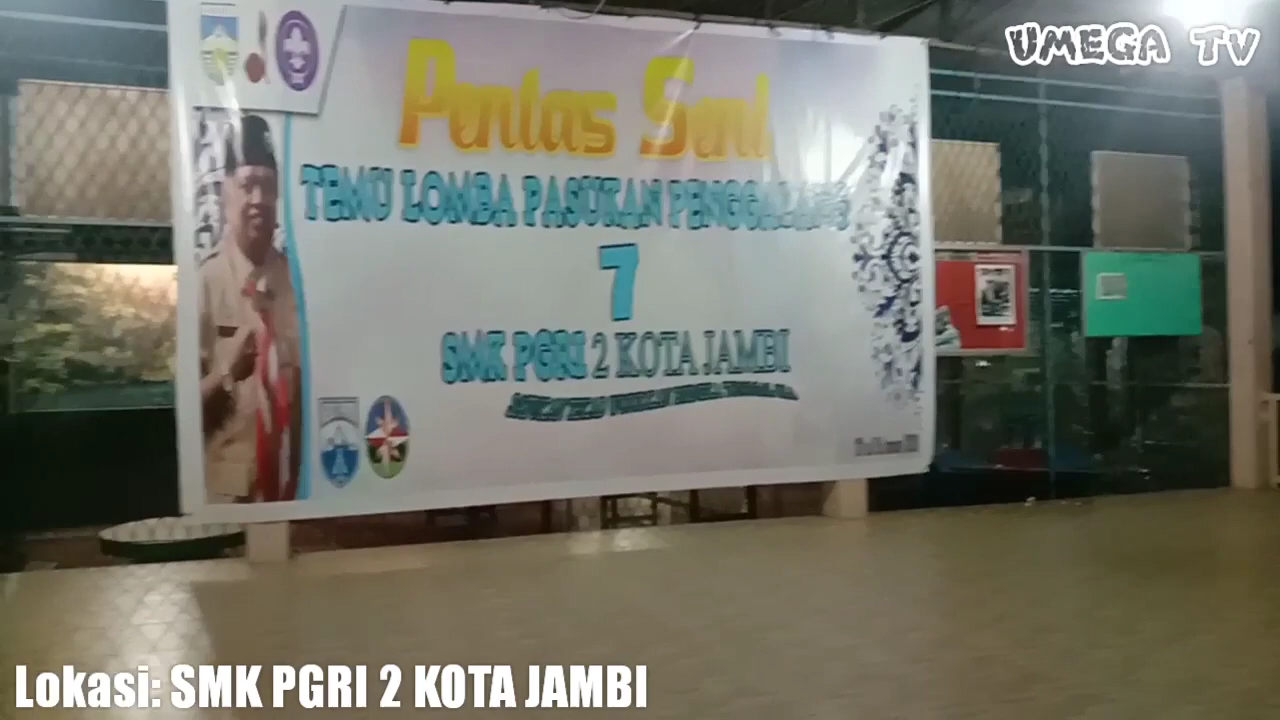 UMEGA TV
Pentas Seni
TEMU LOMBA PASUKAN PENGGALANG
7
SMK PGRI 2 KOTA JAMBI
Lokasi: SMK PGRI 2 KOTA JAMBI